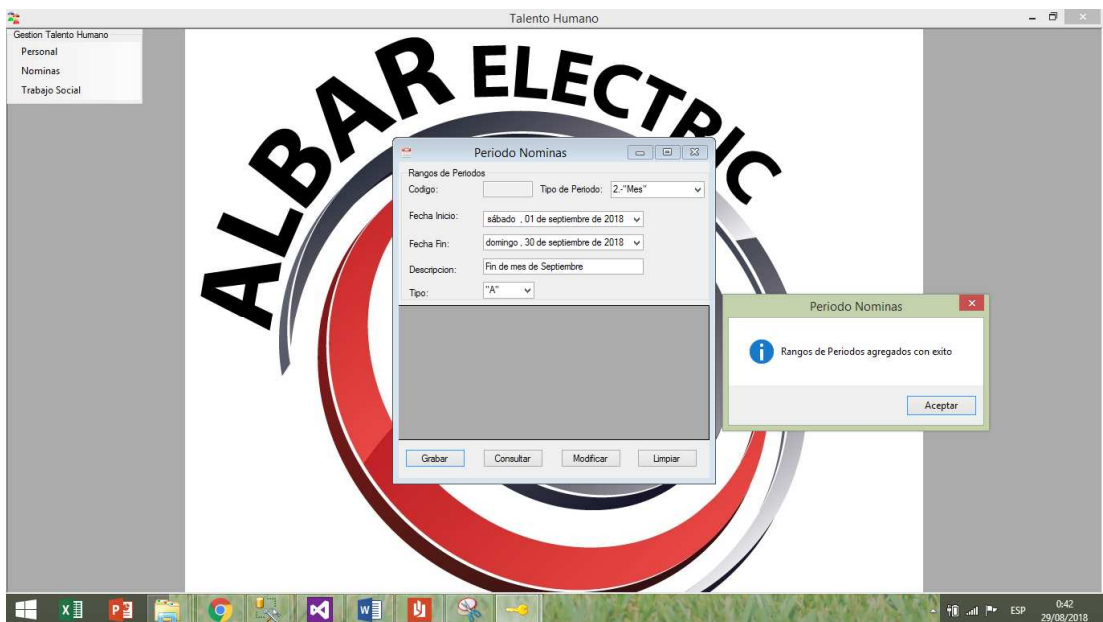 Talento Humano
Gestion Talento Humano
Personal
Nominas
Trabajo Social
ALBAR ELECTRIC
Periodo Nominas
Rangos de Periodos
Codigo:
Tipo de Periodo: 2.-"Mes"
Fecha Inicio: sábado , 01 de septiembre de 2018
Fecha Fin: domingo , 30 de septiembre de 2018
Descripcion: Fin de mes de Septiembre
Tipo: "A"
Grabar Consultar Modificar Limpiar
Periodo Nominas
Rangos de Periodos agregados con exito
Aceptar
ESP
0:42
29/08/2018